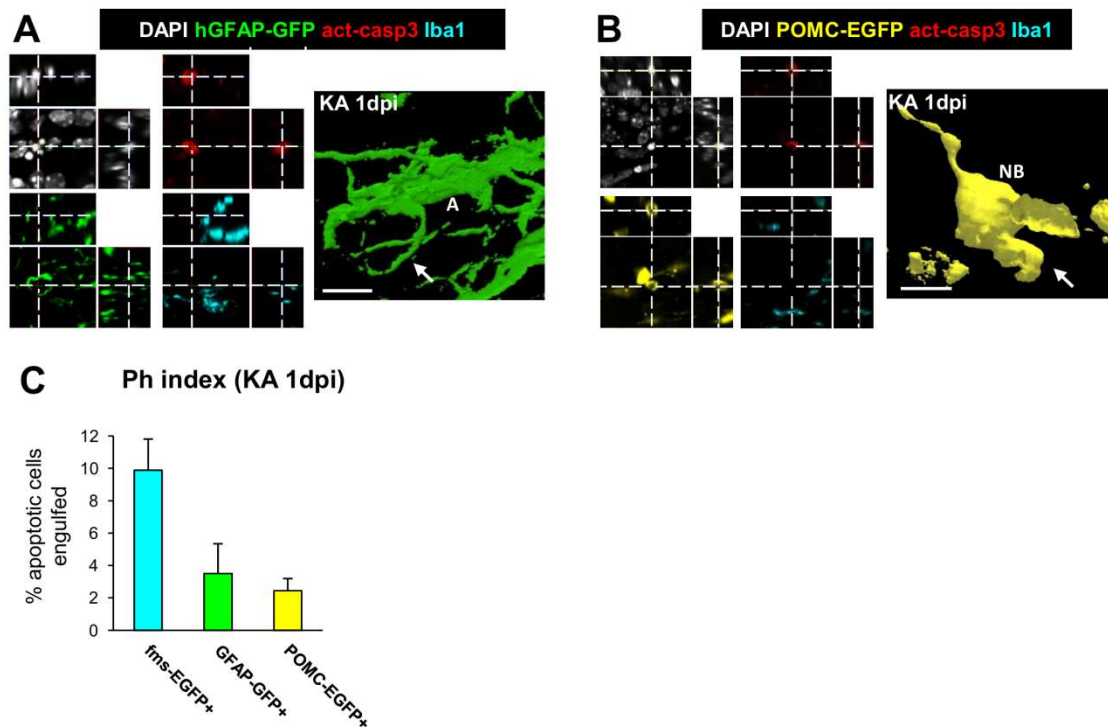 A
DAPI hGFAP-GFP act-casp3 Iba1
KA 1dpi
A
B
DAPI POMC-EGFP act-casp3 Iba1
KA 1dpi
NB
C
Ph index (KA 1dpi)
% apoptotic cells
engulfed
12
10
8
6
4
2
0
fms-EGFP+
GFAP-GFP+
POMC-EGFP+